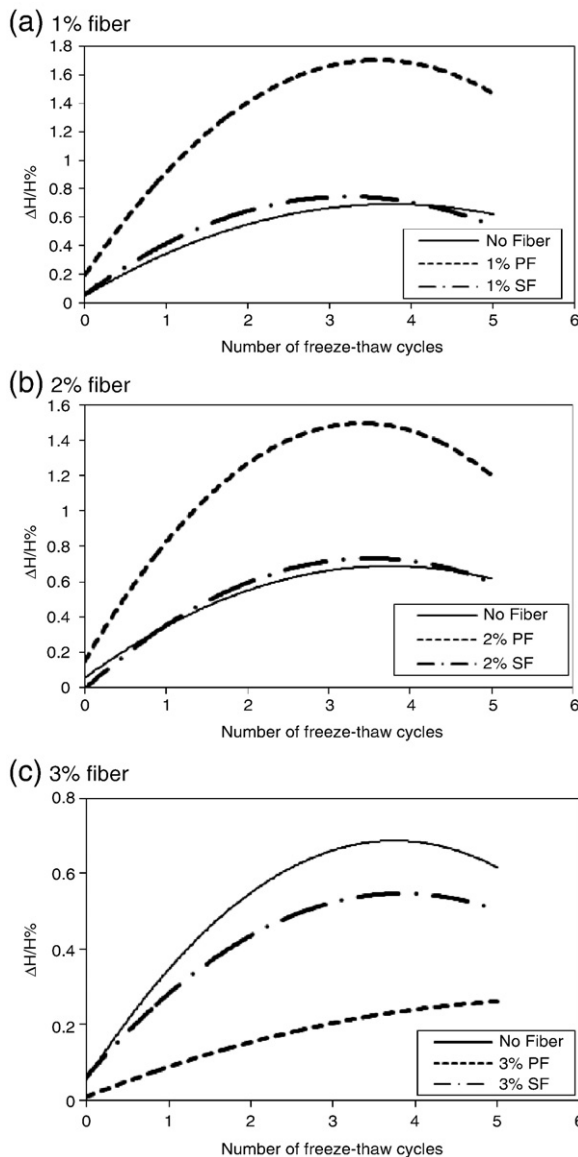 (a) 1% fiber
1.8
1.6
1.4
1.2
1
0.8
0.6
0.4
0.2
0
ΔH/H%
No Fiber
1% PF
1% SF
0 1 2 3 4 5 6
Number of freeze-thaw cycles
(b) 2% fiber
1.6
1.4
1.2
1
0.8
0.6
0.4
0.2
0
ΔH/H%
No Fiber
2% PF
2% SF
0 1 2 3 4 5 6
Number of freeze-thaw cycles
(c) 3% fiber
0.8
0.6
0.4
0.2
0
ΔH/H%
No Fiber
3% PF
3% SF
0 1 2 3 4 5 6
Number of freeze-thaw cycles